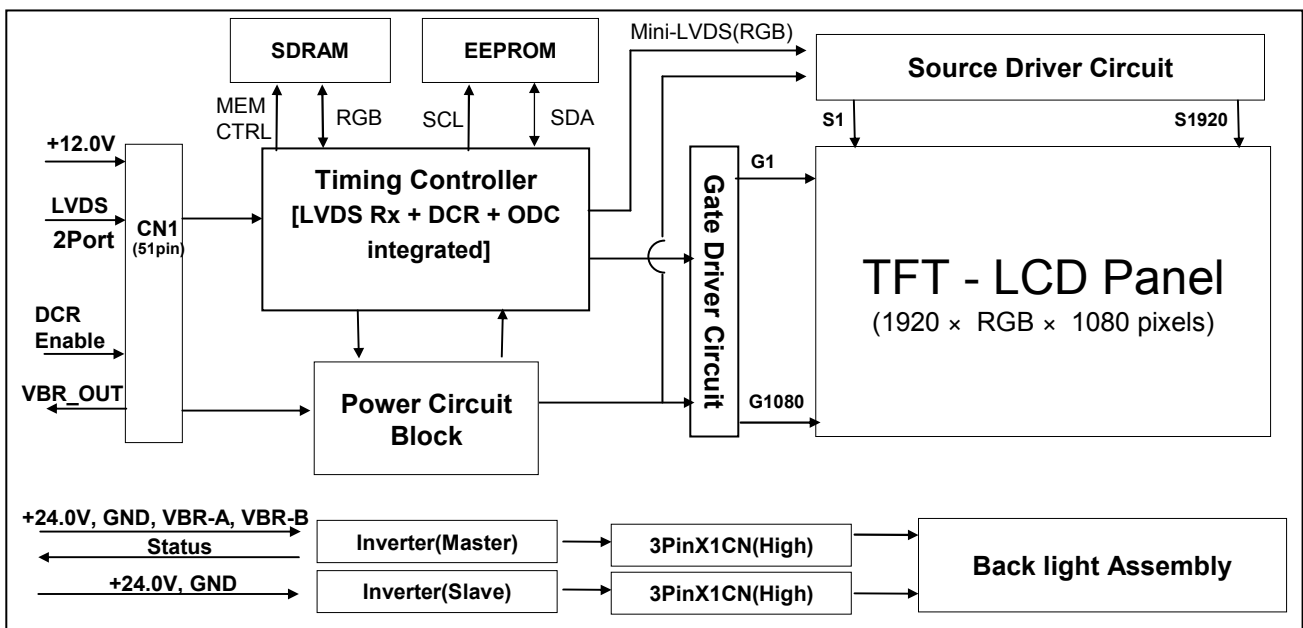 SDRAM
EEPROM
Mini-LVDS(RGB)
Source Driver Circuit
MEM
CTRL
RGB
SCL
SDA
S1
S1920
+12.0V
LVDS
2Port
CN1
(51pin)
DCR
Enable
VBR_OUT
Timing Controller
[LVDS Rx + DCR + ODC
integrated]
Power Circuit
Block
Gate Driver Circuit
G1
G1080
TFT - LCD Panel
(1920 × RGB × 1080 pixels)
+24.0V, GND, VBR-A, VBR-B
Status
+24.0V, GND
Inverter(Master)
3PinX1CN(High)
Inverter(Slave)
3PinX1CN(High)
Back light Assembly